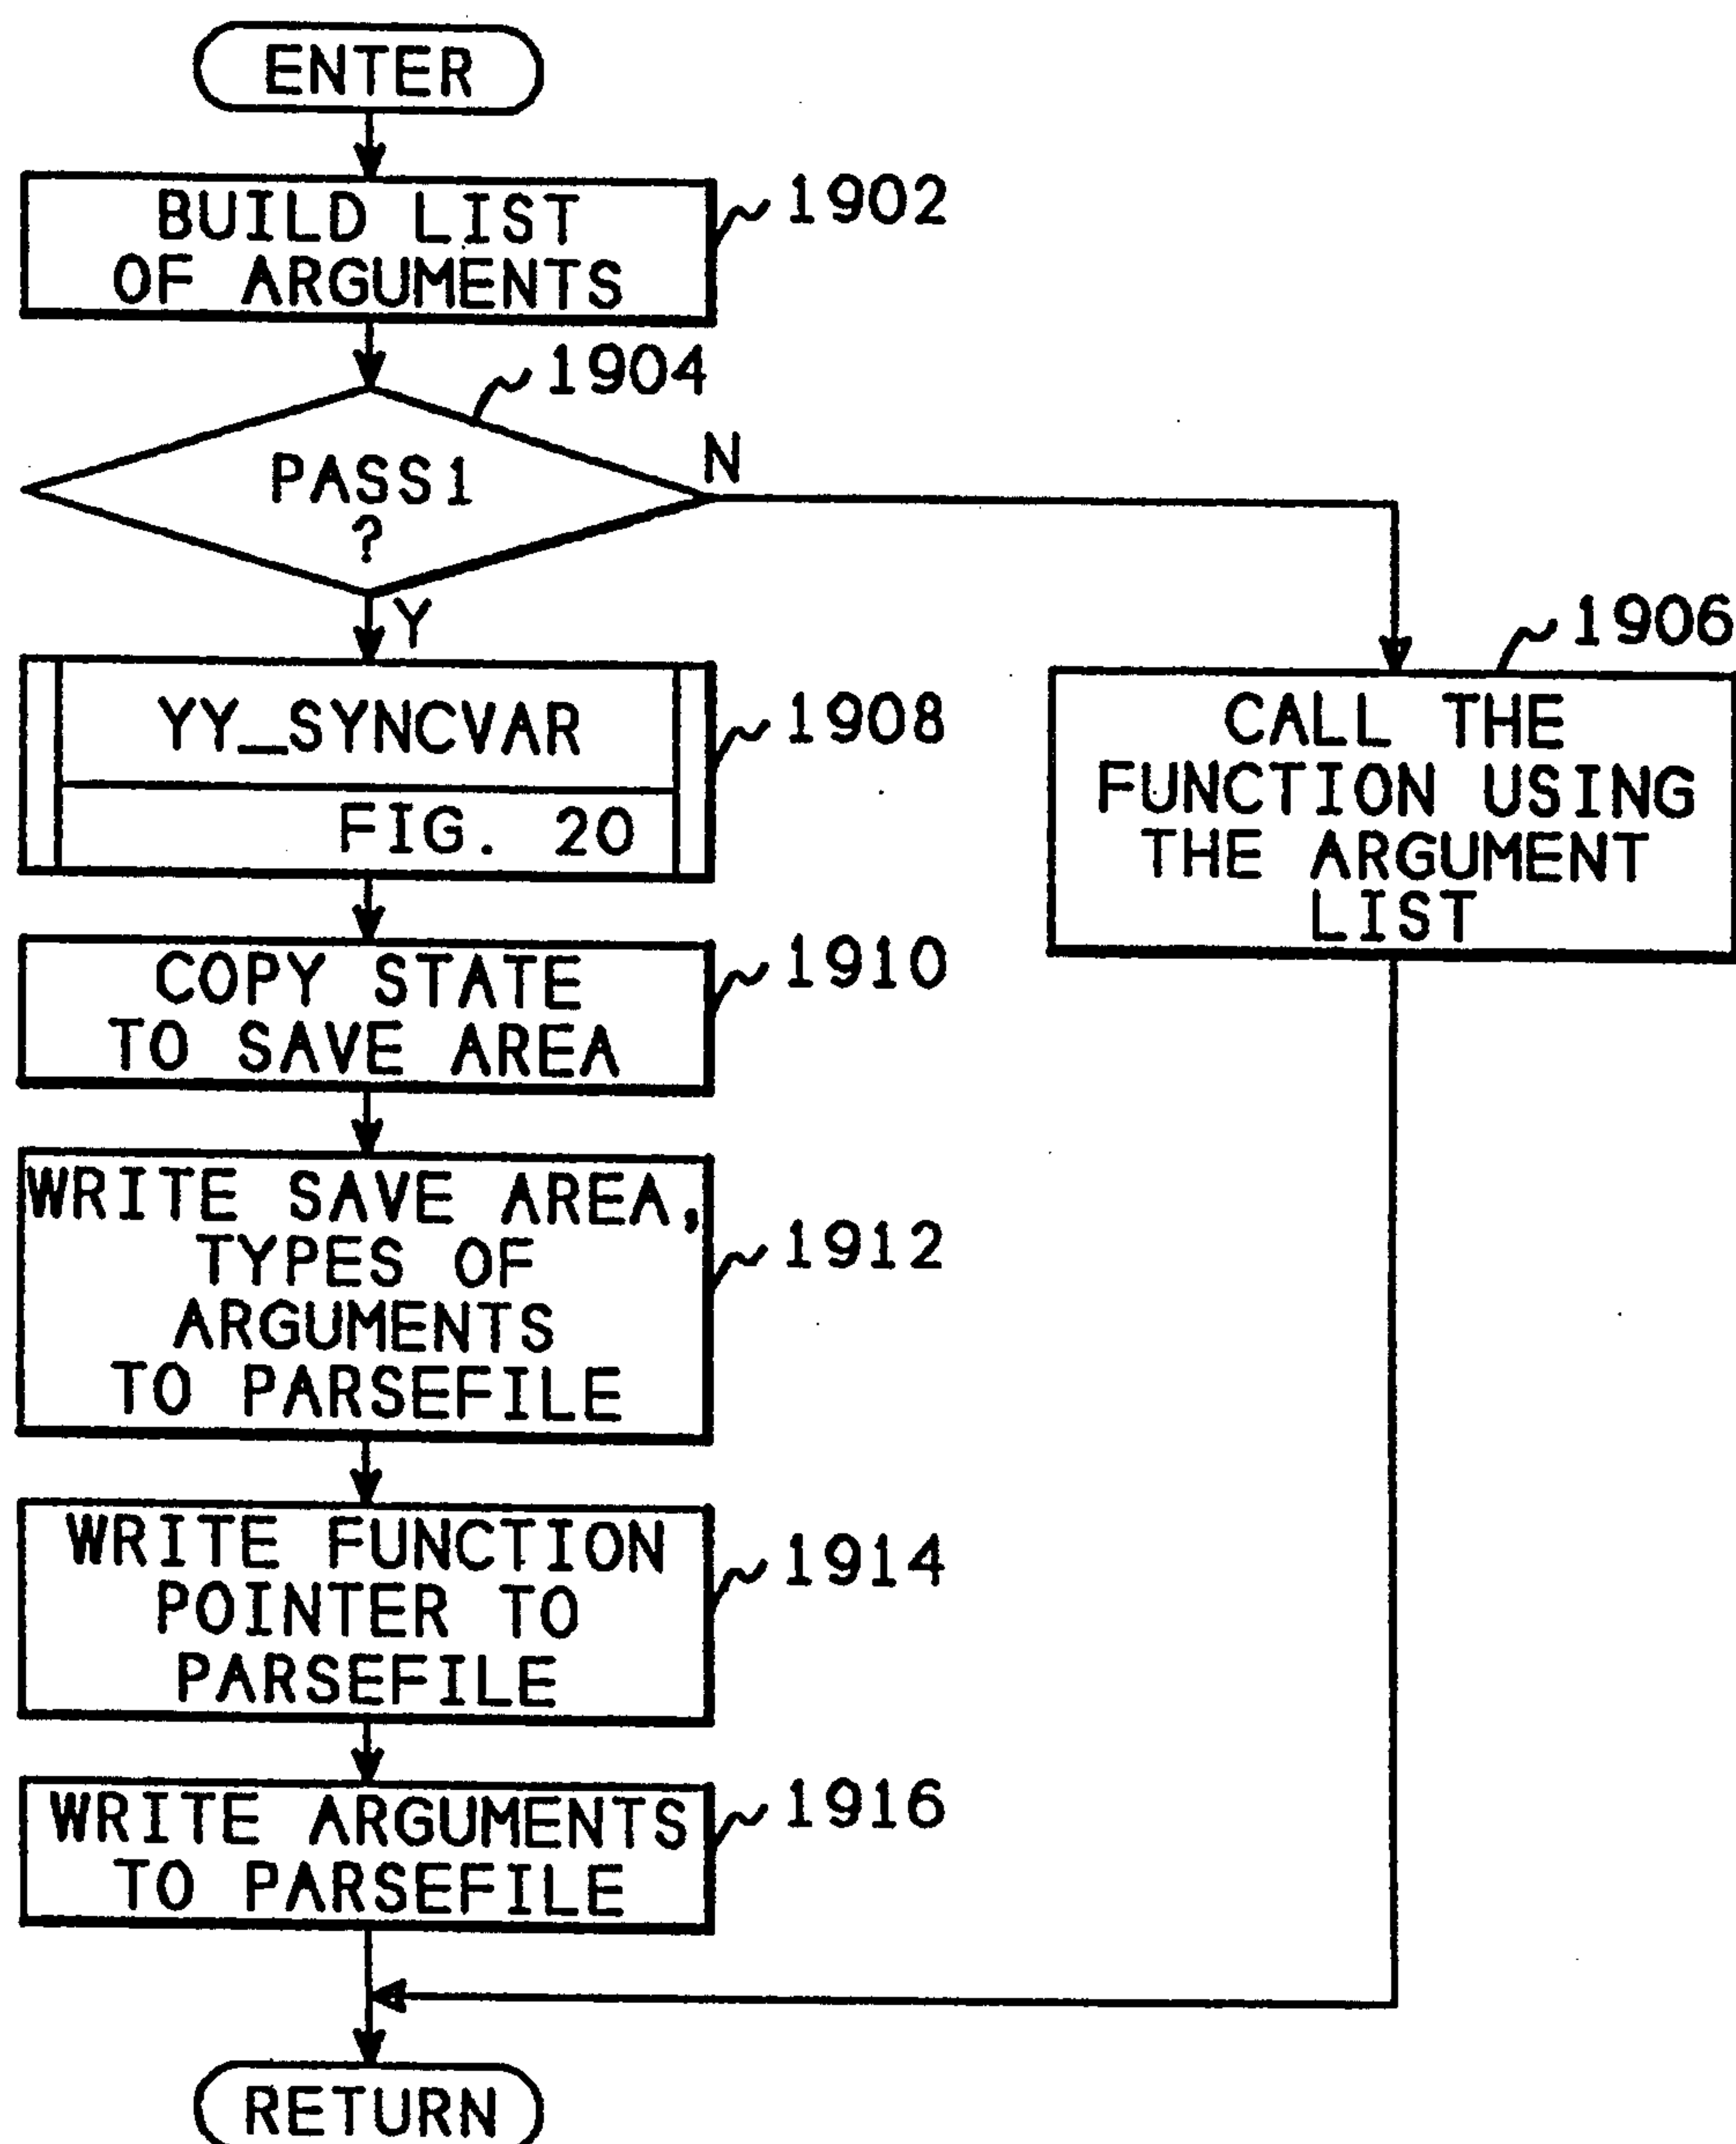 ENTER
BUILD LIST
OF ARGUMENTS
1902
1904
PASS1
?
N
Y
YY_SYNCVAR
FIG. 20
1908
1906
CALL THE
FUNCTION USING
THE ARGUMENT
LIST
COPY STATE
TO SAVE AREA
1910
WRITE SAVE AREA,
TYPES OF
ARGUMENTS
TO PARSEFILE
1912
WRITE FUNCTION
POINTER TO
PARSEFILE
1914
WRITE ARGUMENTS
TO PARSEFILE
1916
RETURN